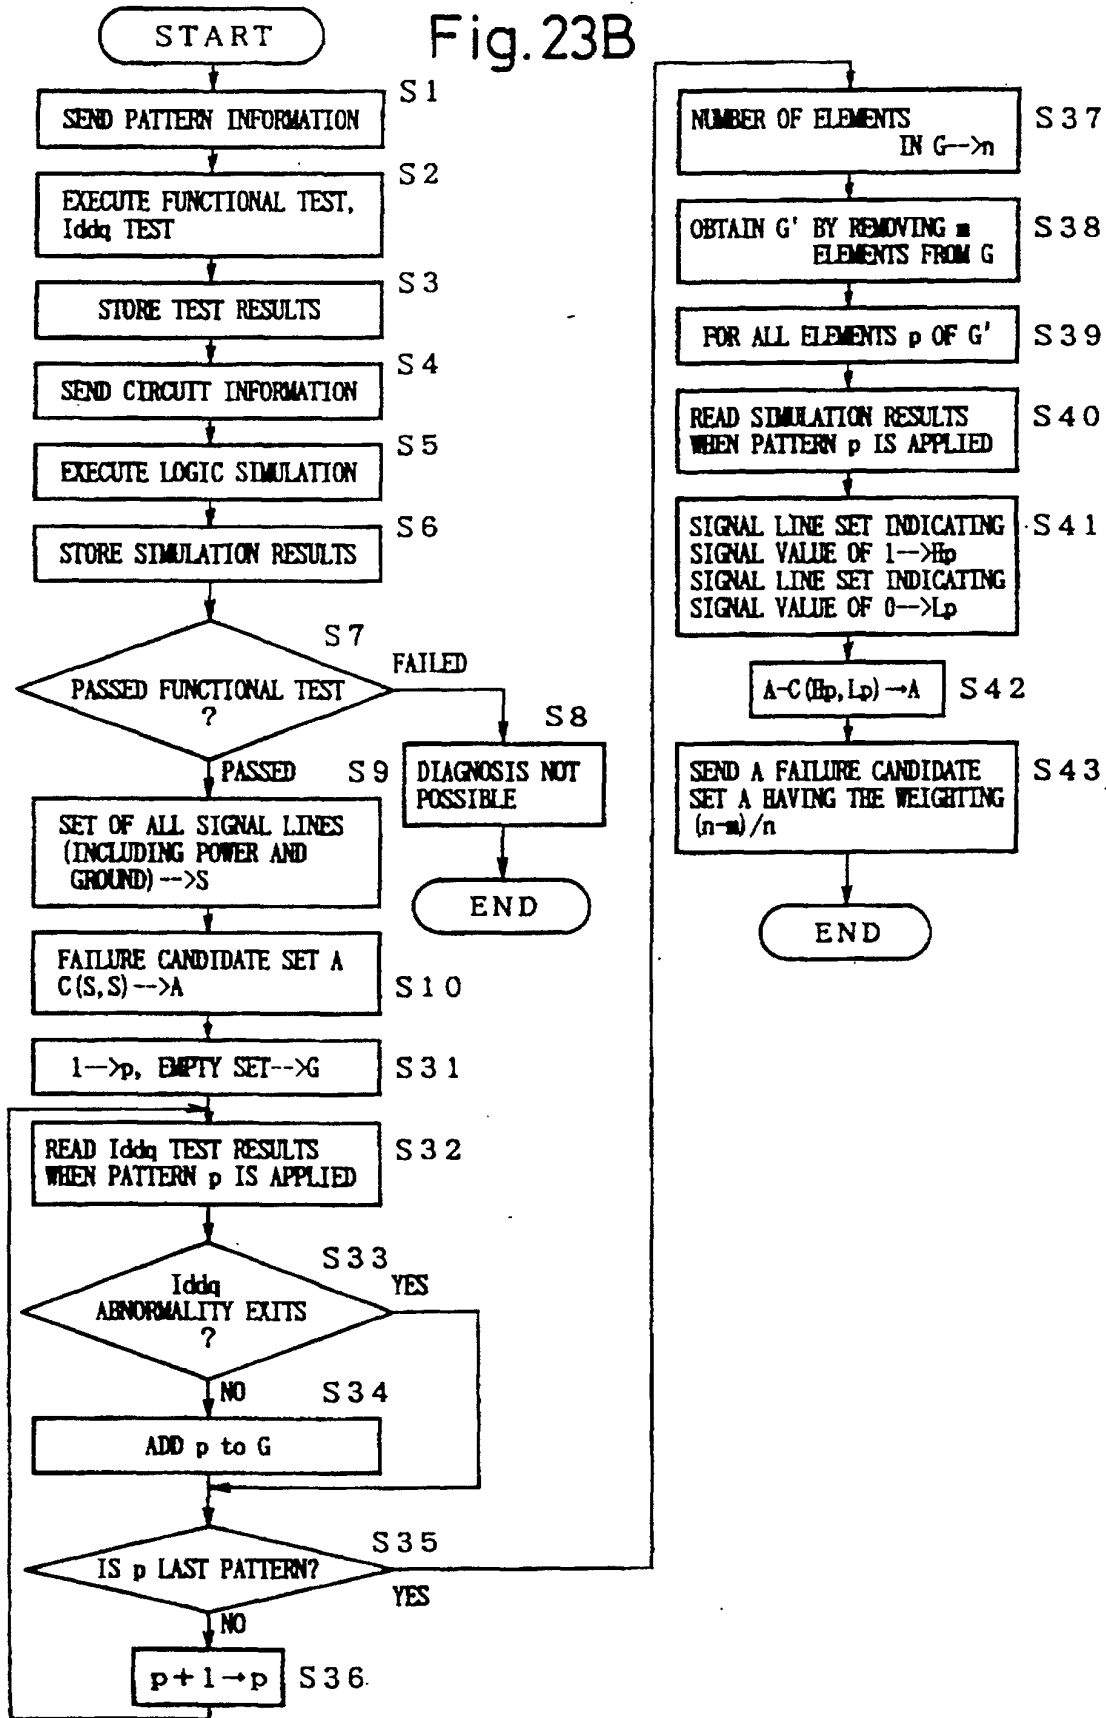 Fig. 23B
START
S1
SEND PATTERN INFORMATION
S2
EXECUTE FUNCTIONAL TEST,
Iddq TEST
S3
STORE TEST RESULTS
S4
SEND CIRCUTT INFORMATION
S5
EXECUTE LOGIC SIMULATION
S6
STORE SIMULATION RESULTS
S7
PASSED FUNCTIONAL TEST
?
FAILED
PASSED
S8
DIAGNOSIS NOT
POSSIBLE
END
S9
SET OF ALL SIGNAL LINES
(INCLUDING POWER AND
GROUND)-->S
FAILURE CANDIDATE SET A
C(S,S)-->A
S10
1-->p, EMPTY SET-->G
S31
READ Iddq TEST RESULTS
WHEN PATTERN p IS APPLIED
S32
S33
Iddq
ABNORMALITY EXITS
?
YES
NO
S34
ADD p to G
S35
IS p LAST PATTERN?
YES
NO
p+1→p
S36
NUMBER OF ELEMENTS
IN G-->n
S37
OBTAIN G' BY REMOVING m
ELEMENTS FROM G
S38
FOR ALL ELEMENTS p OF G'
S39
READ SIMULATION RESULTS
WHEN PATTERN p IS APPLIED
S40
SIGNAL LINE SET INDICATING
SIGNAL VALUE OF 1-->Hp
SIGNAL LINE SET INDICATING
SIGNAL VALUE OF 0-->Lp
S41
A-C(Hp,Lp)→A
S42
SEND A FAILURE CANDIDATE
SET A HAVING THE WEIGHTING
(n-m)/n
S43
END